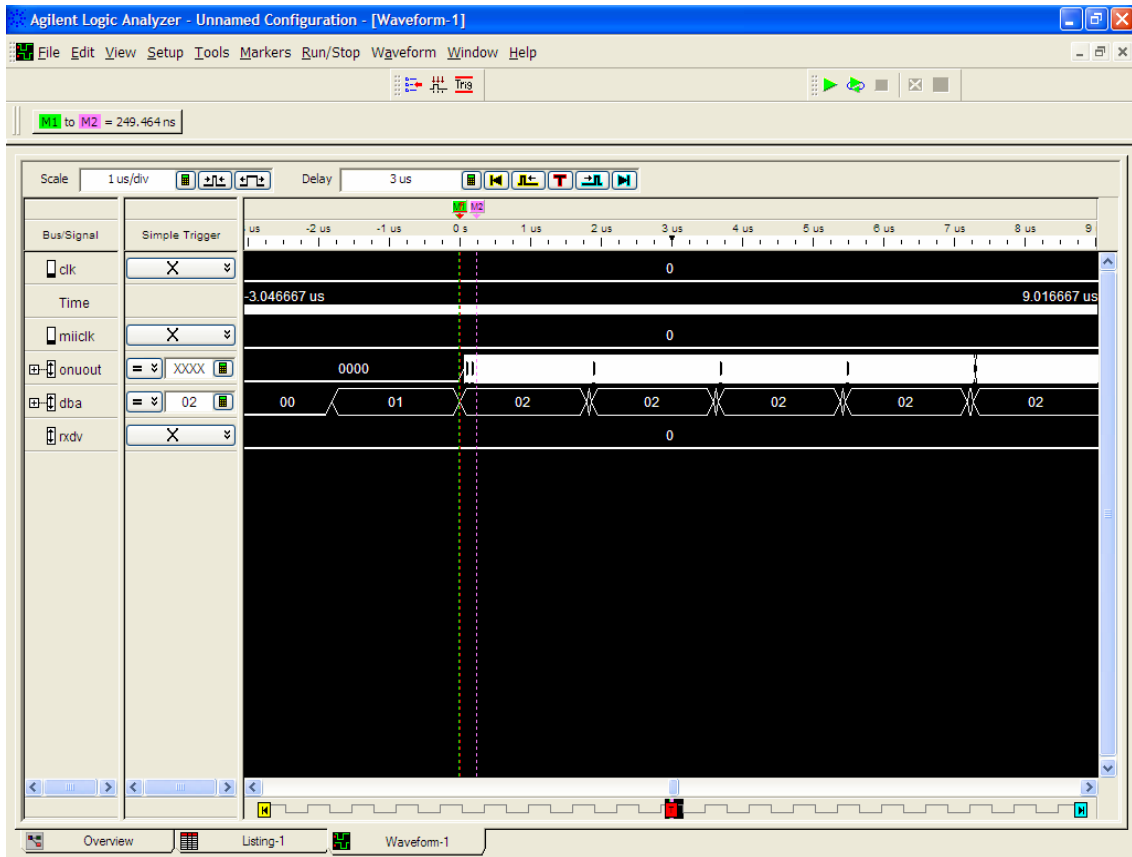 Agilent Logic Analyzer - Unnamed Configuration - [Waveform-1]
File Edit View Setup Tools Markers Run/Stop Waveform Window Help
Trig
M1 to M2 = 249.464 ns
Scale 1 us/div Delay 3 us T
M1 M2
Bus/Signal Simple Trigger us -2 us -1 us 0 s 1 us 2 us 3 us 4 us 5 us 6 us 7 us 8 us 9
T
clk X 0
Time -3.046667 us 9.016667 us
miiclk X 0
onuout = XXXX 0000
dba = 02 00 01 02 02 02 02 02
rxdv X 0
T
Overview Listing-1 Waveform-1